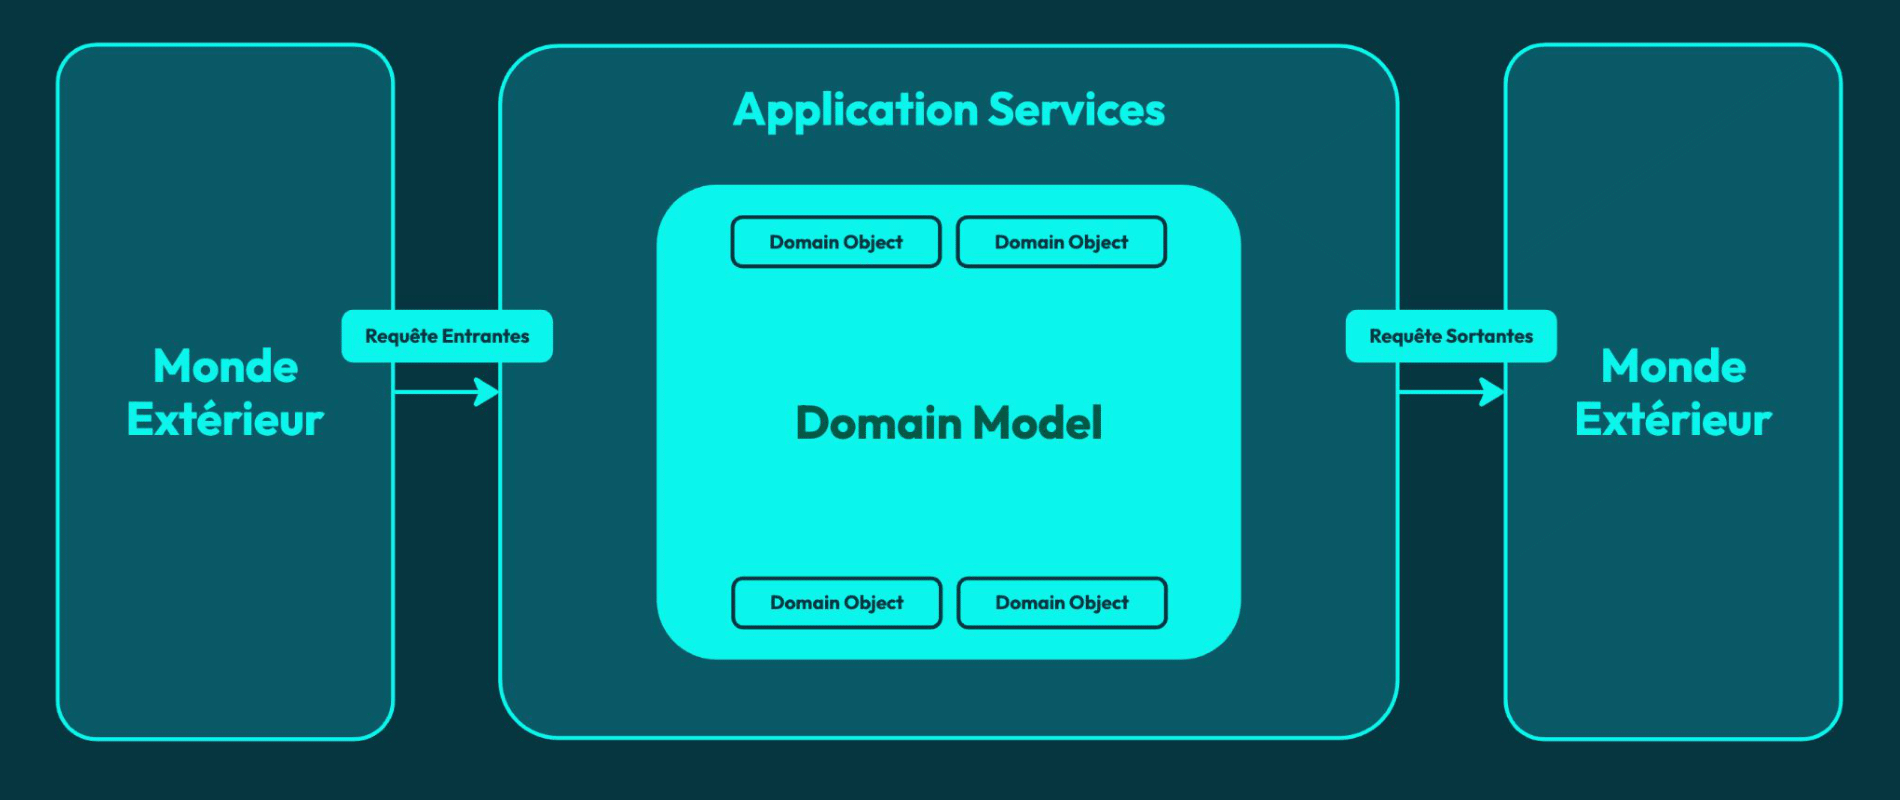 Application Services
Domain Object
Domain Object
Requête Entrantes
Requête Sortantes
Monde
Extérieur
Monde
Extérieur
Domain Model
Domain Object
Domain Object